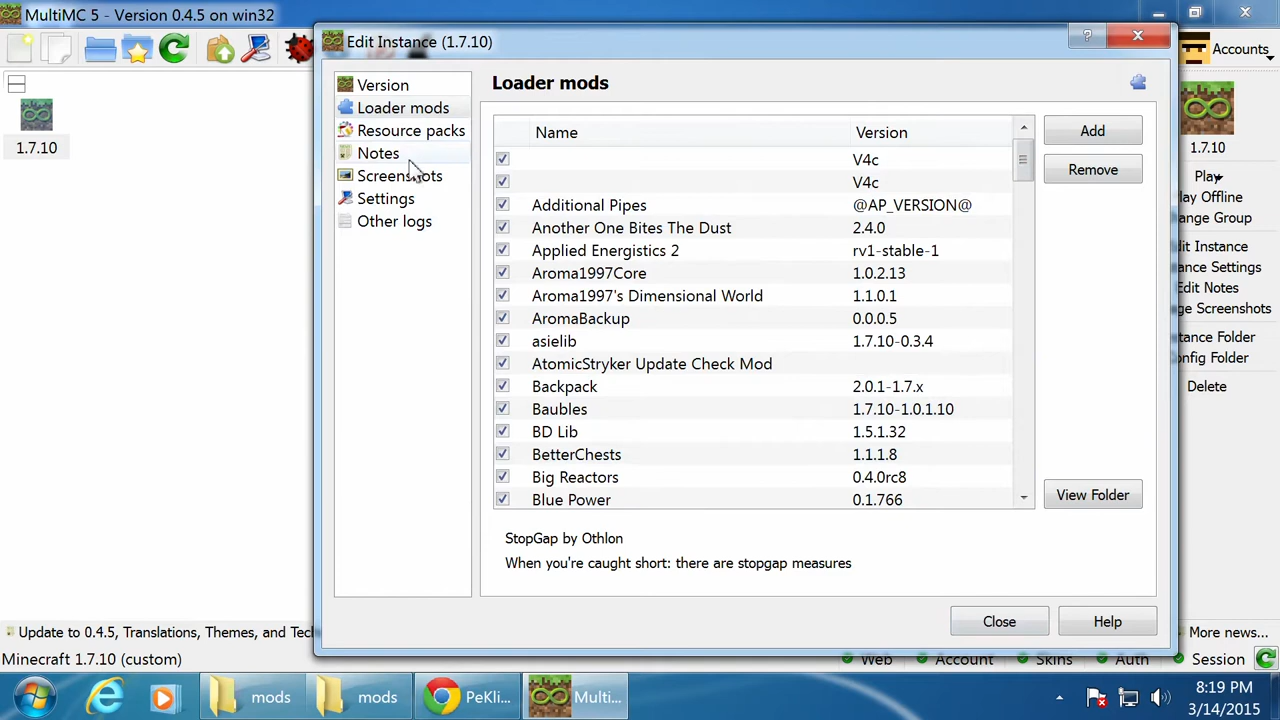 MultiMC 5 - Version 0.4.5 on win32
Edit Instance (1.7.10)
Accounts
1.7.10
Version
Loader mods
Resource packs
Notes
Screenshots
Settings
Other logs
Loader mods
Name Version
V4c
V4c
Additional Pipes @AP_VERSION@
Another One Bites The Dust 2.4.0
Applied Energistics 2 rv1-stable-1
Aroma1997Core 1.0.2.13
Aroma1997's Dimensional World 1.1.0.1
AromaBackup 0.0.0.5
asielib 1.7.10-0.3.4
AtomicStryker Update Check Mod
Backpack 2.0.1-1.7.x
Baubles 1.7.10-1.0.1.10
BD Lib 1.5.1.32
BetterChests 1.1.1.8
Big Reactors 0.4.0rc8
Blue Power 0.1.766
Add
Remove
View Folder
StopGap by Othlon
When you're caught short: there are stopgap measures
Close
Help
1.7.10
Play
lay Offline
ange Group
dit Instance
ance Settings
Edit Notes
ge Screenshots
stance Folder
onfig Folder
Delete
Update to 0.4.5, Translations, Themes, and Tech
More news...
Minecraft 1.7.10 (custom)
Web Account Skins Auth Session
mods
mods
PeKli...
Multi...
8:19 PM
3/14/2015